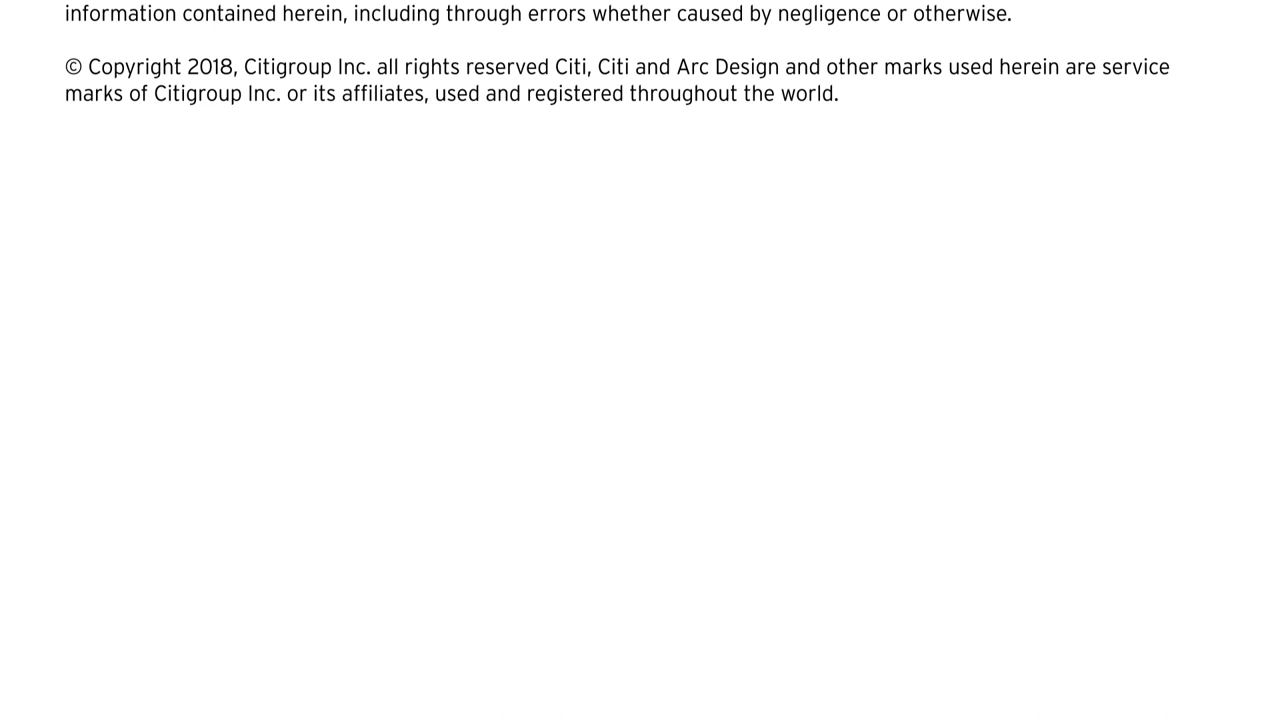 information contained herein, including through errors whether caused by negligence or otherwise.
© Copyright 2018, Citigroup Inc. all rights reserved Citi, Citi and Arc Design and other marks used herein are service
marks of Citigroup Inc. or its affiliates, used and registered throughout the world.